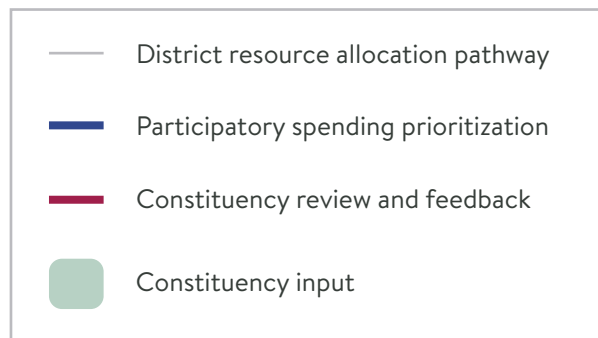 District resource allocation pathway
Participatory spending prioritization
Constituency review and feedback
Constituency input